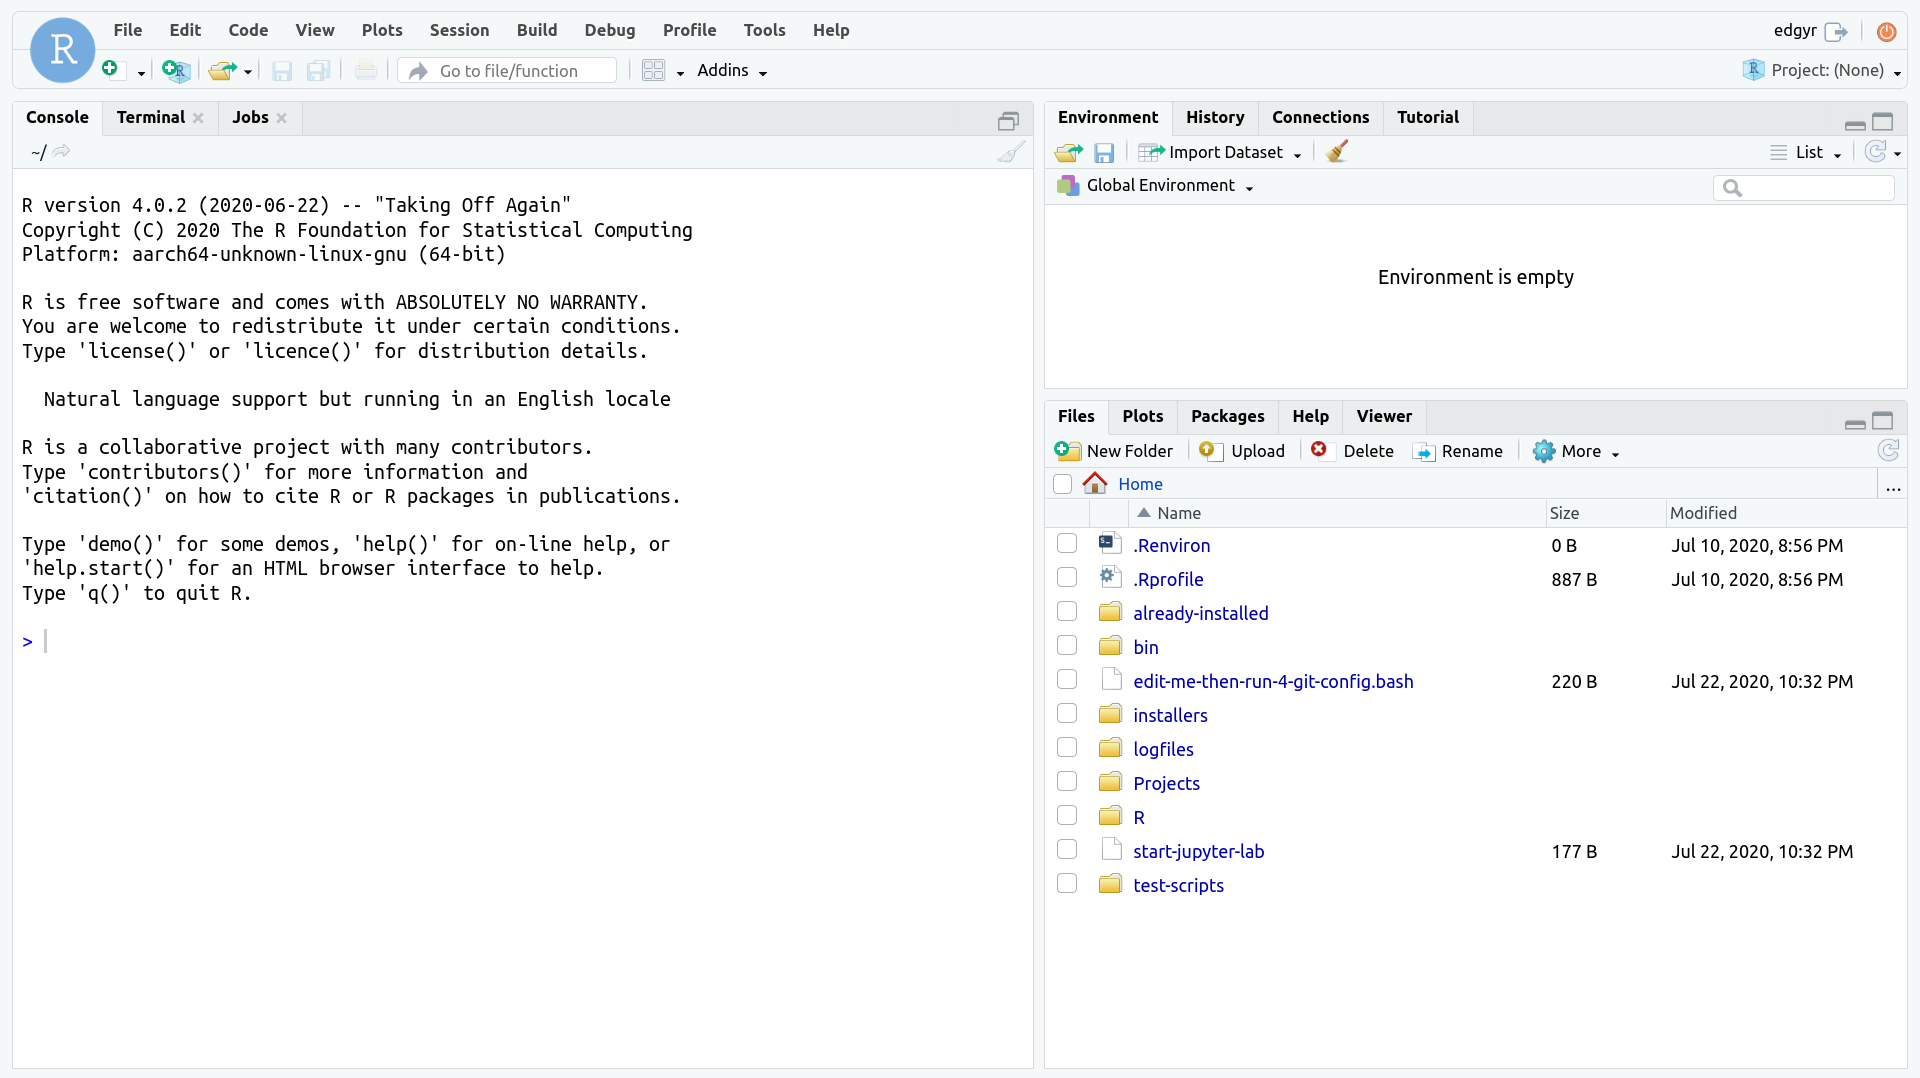 R
File Edit Code View Plots Session Build Debug Profile Tools Help
edgyr
R
Go to file/function
Addins
R Project: (None)
Console Terminal Jobs
~/
R version 4.0.2 (2020-06-22) -- "Taking Off Again"
Copyright (C) 2020 The R Foundation for Statistical Computing
Platform: aarch64-unknown-linux-gnu (64-bit)
R is free software and comes with ABSOLUTELY NO WARRANTY.
You are welcome to redistribute it under certain conditions.
Type 'license()' or 'licence()' for distribution details.
Natural language support but running in an English locale
R is a collaborative project with many contributors.
Type 'contributors()' for more information and
'citation()' on how to cite R or R packages in publications.
Type 'demo()' for some demos, 'help()' for on-line help, or
'help.start()' for an HTML browser interface to help.
Type 'q()' to quit R.
>
Environment History Connections Tutorial
Import Dataset
List
Global Environment
Environment is empty
Files Plots Packages Help Viewer
New Folder Upload Delete Rename More
Home ...
Name Size Modified
.Renviron 0 B Jul 10, 2020, 8:56 PM
.Rprofile 887 B Jul 10, 2020, 8:56 PM
already-installed
bin
edit-me-then-run-4-git-config.bash 220 B Jul 22, 2020, 10:32 PM
installers
logfiles
Projects
R
start-jupyter-lab 177 B Jul 22, 2020, 10:32 PM
test-scripts